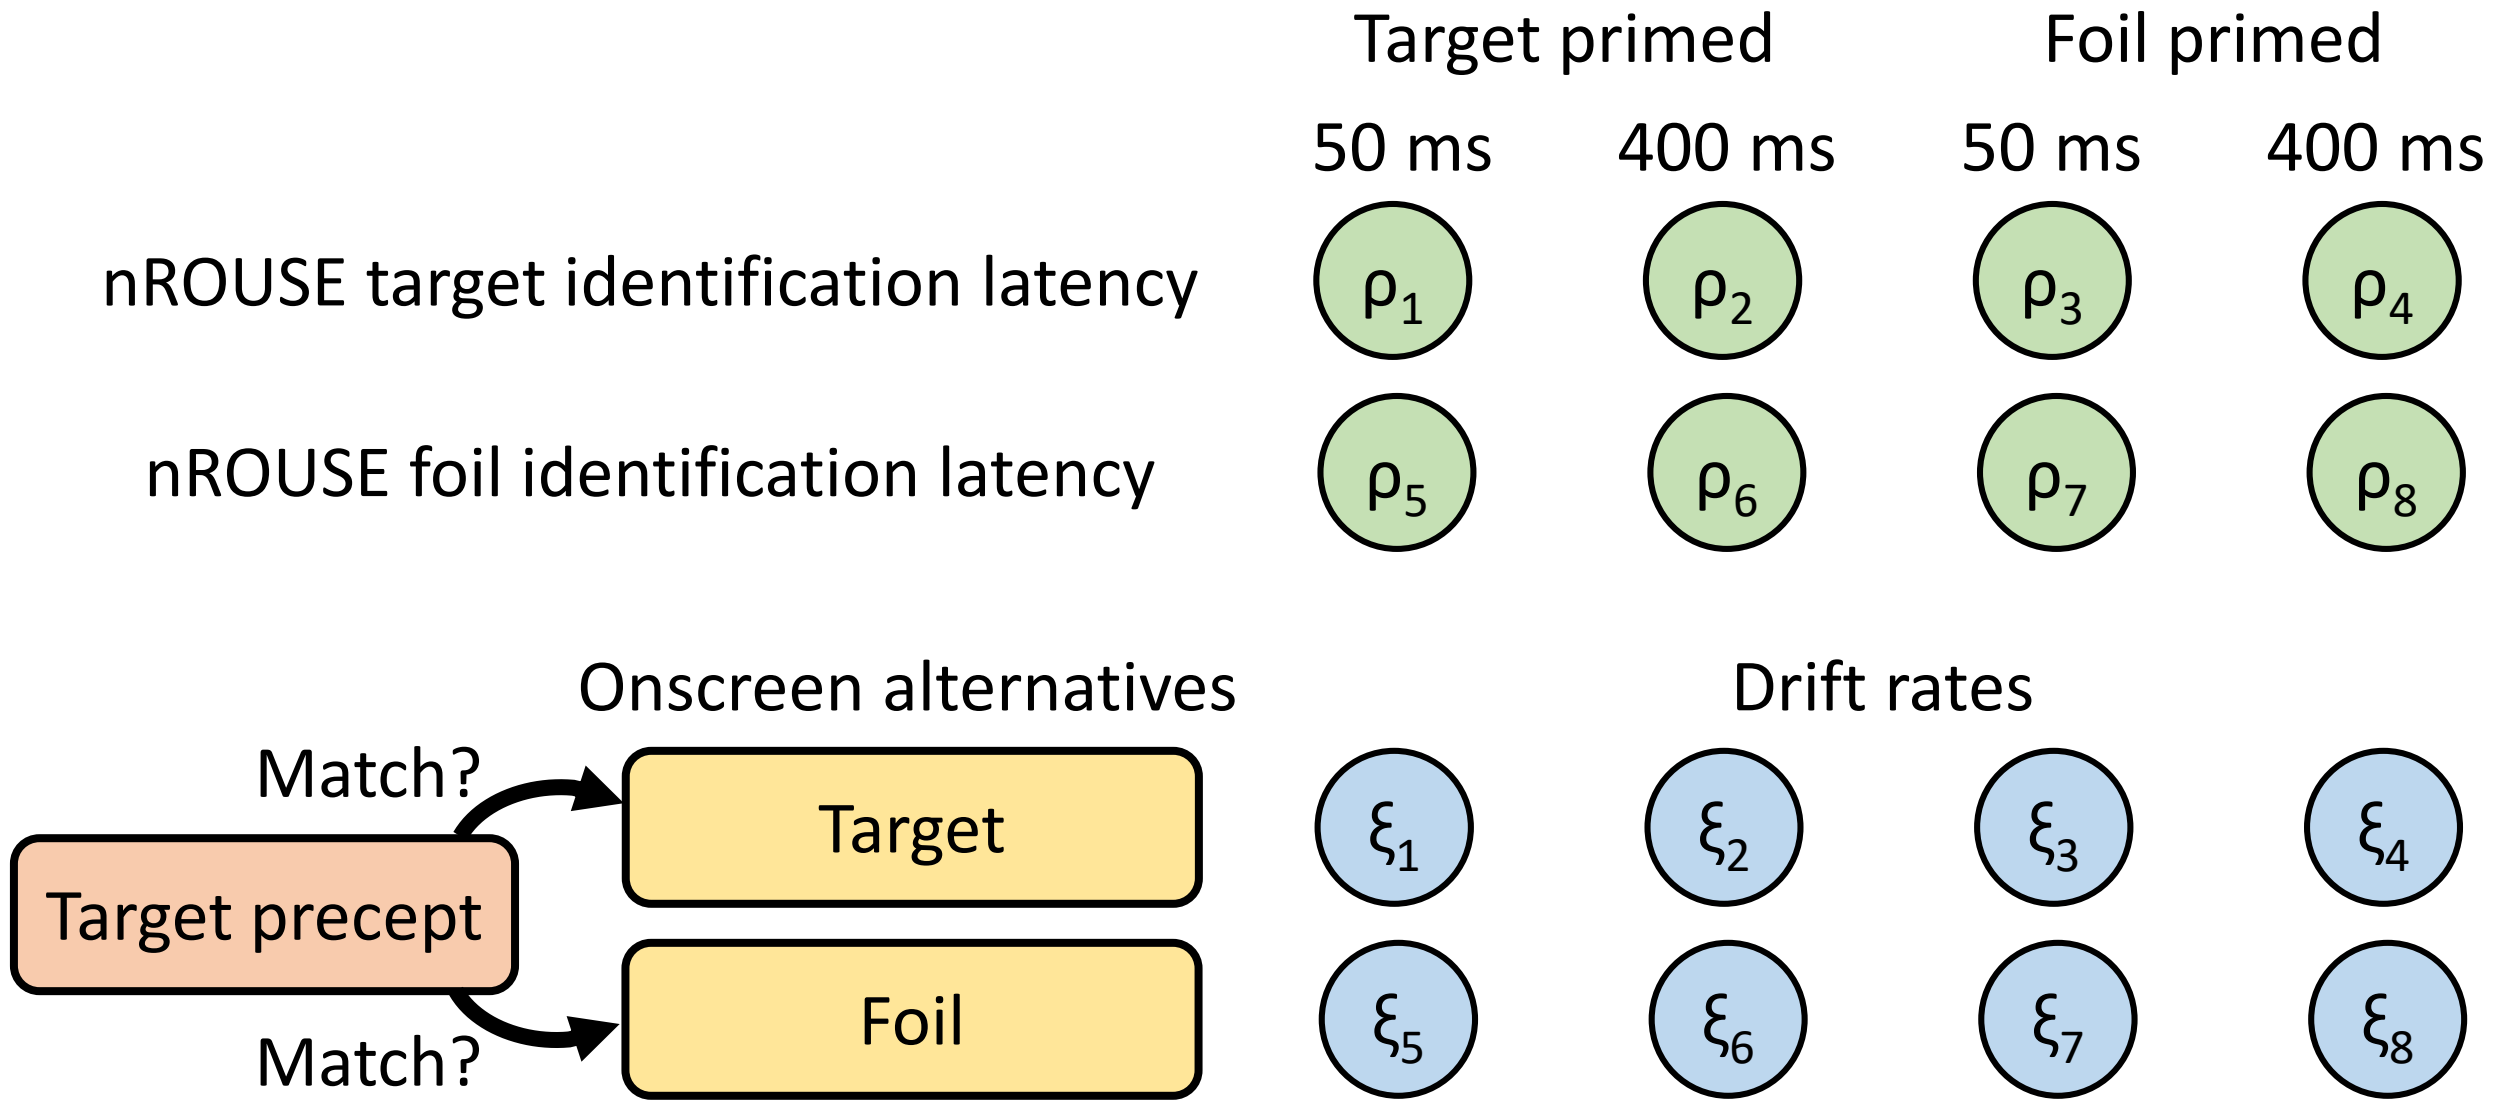 Target primed Foil primed
50 ms 400 ms 50 ms 400 ms
nROUSE target identification latency ρ1 ρ2 ρ3 ρ4
nROUSE foil identification latency ρ5 ρ6 ρ7 ρ8
Onscreen alternatives Drift rates
Match?
Target ξ1 ξ2 ξ3 ξ4
Target precept
Foil ξ5 ξ6 ξ7 ξ8
Match?